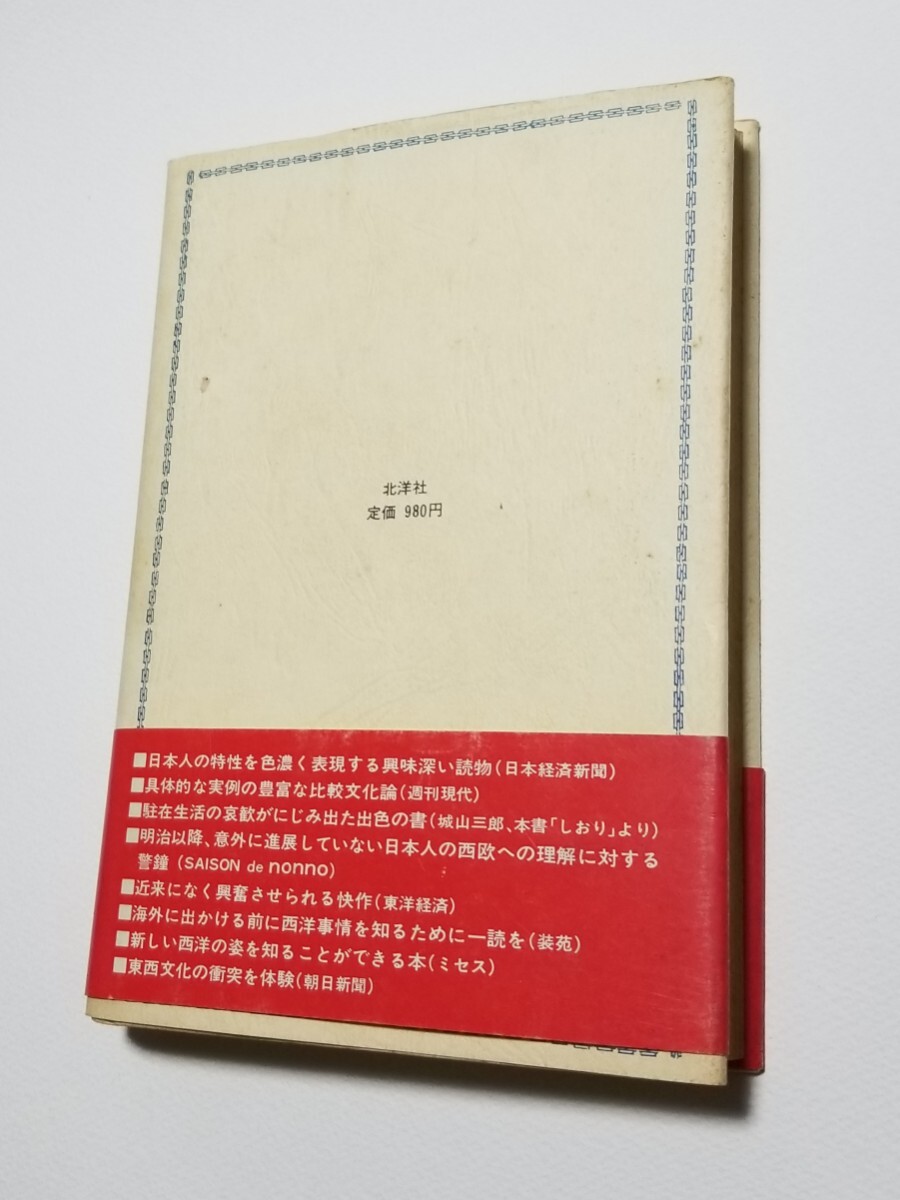 北洋社
定価 980円
■日本人の特性を色濃く表現する興味深い読物(日本経済新聞)
■具体的な実例の豊富な比較文化論(週刊現代)
■駐在生活の哀歓がにじみ出た出色の書(城山三郎、本書「しおり」より)
■明治以降、意外に進展していない日本人の西欧への理解に対する
警鐘(SAISON de nonno)
■近来になく興奮させられる快作(東洋経済)
■海外に出かける前に西洋事情を知るために一読を(装苑)
■新しい西洋の姿を知ることができる本(ミセス)
■東西文化の衝突を体験(朝日新聞)